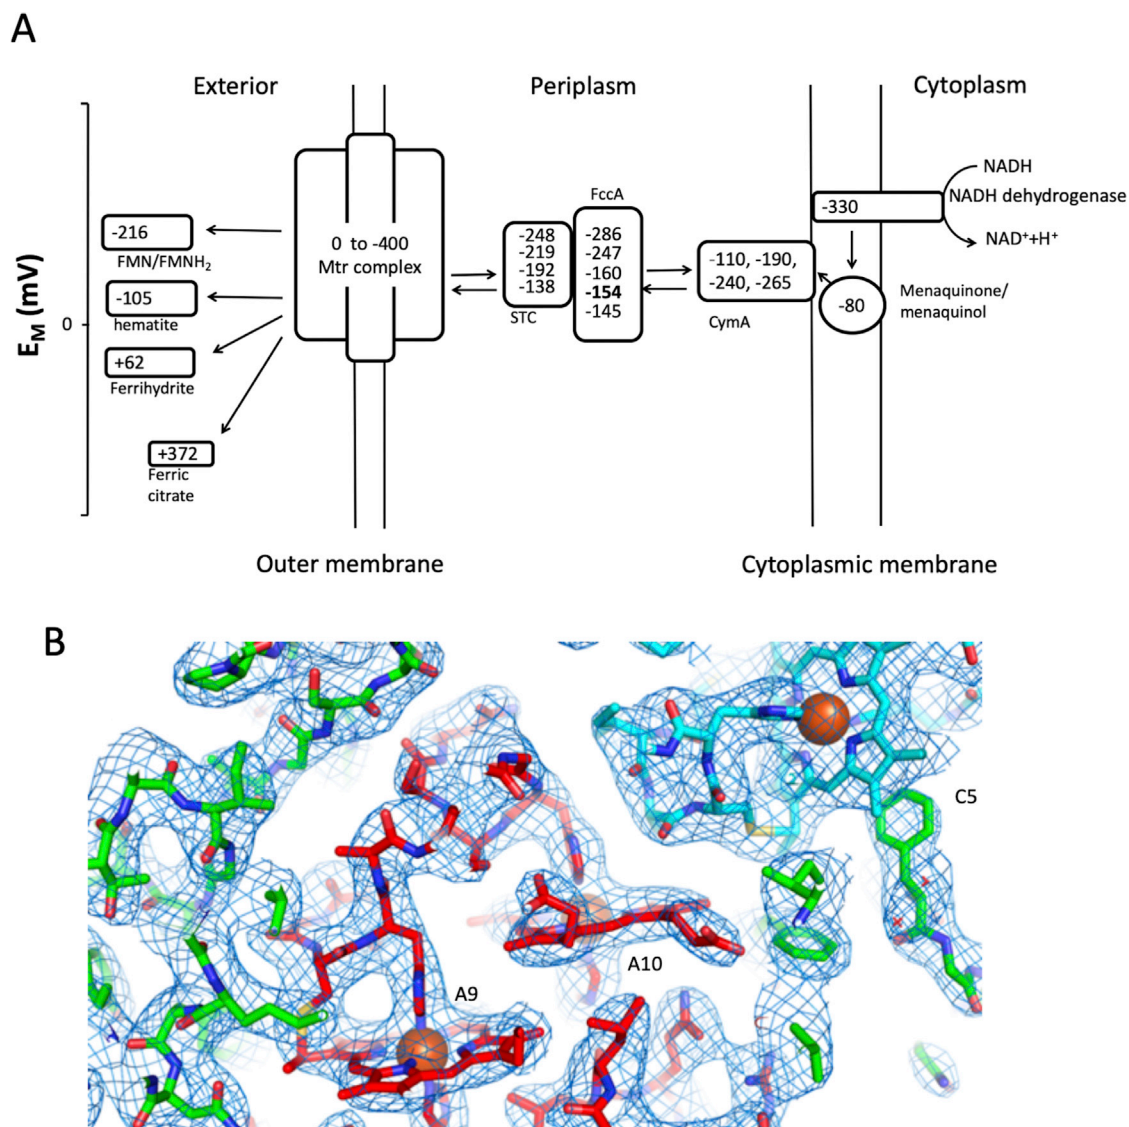 A
Exterior
Periplasm
Cytoplasm
E_M (mV)
0
-216
FMN/FMNH₂
-105
hematite
+62
Ferrihydrite
+372
Ferric
citrate
0 to -400
Mtr complex
-248
-219
-192
-138
STC
FccA
-286
-247
-160
-154
-145
-110, -190,
-240, -265
CymA
-330
NADH
NADH dehydrogenase
NAD⁺+H⁺
-80
Menaquinone/
menaquinol
Outer membrane
Cytoplasmic membrane
B
C5
A10
A9